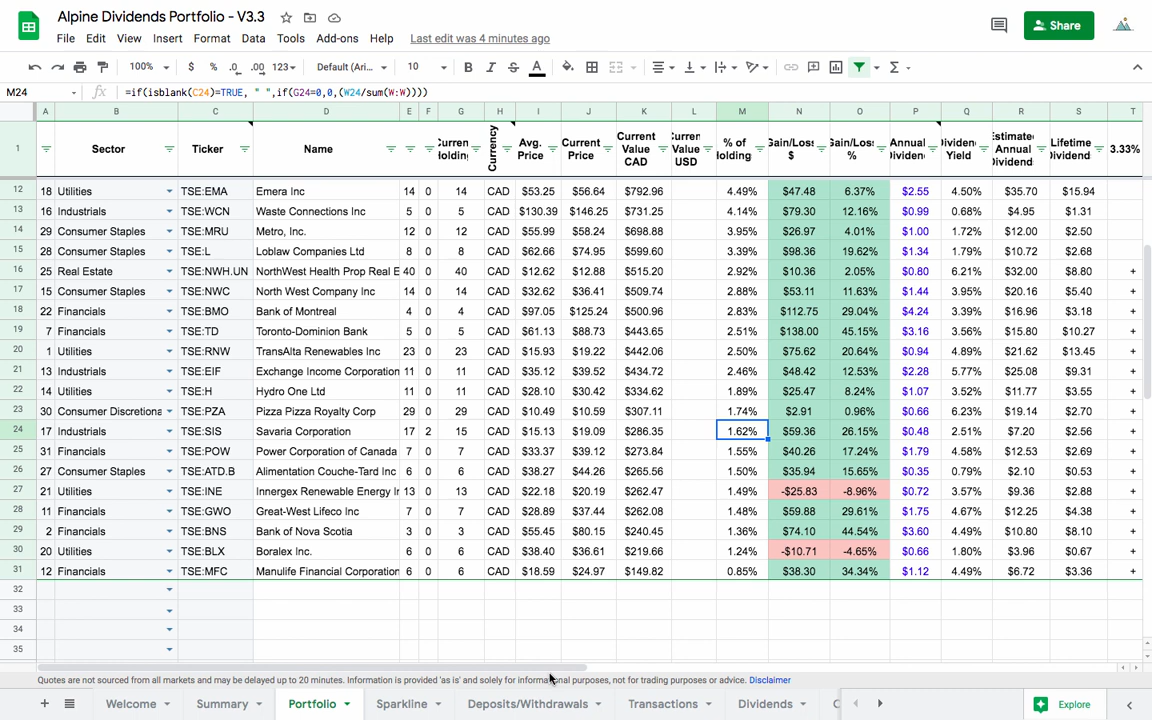 Alpine Dividends Portfolio - V3.3
File Edit View Insert Format Data Tools Add-ons Help Last edit was 4 minutes ago
Share
100% $ % .0 .00 123 Default (Ari... 10 B I S A
M24 fx =if(isblank(C24)=TRUE, " ",if(G24=0,0,(W24/sum(W:W))))
A B C D E F G H I J K L M N O P Q R S T
1 Sector Ticker Name Curren Holding Currency Avg. Price Current Price Current Value CAD Curren Value USD % of Holding Gain/Loss $ Gain/Loss % Annual Dividend Dividend Yield Estimated Annual Dividend Lifetime Dividend 3.33%
12 18 Utilities TSE:EMA Emera Inc 14 0 14 CAD $53.25 $56.64 $792.96 4.49% $47.48 6.37% $2.55 4.50% $35.70 $15.94
13 16 Industrials TSE:WCN Waste Connections Inc 5 0 5 CAD $130.39 $146.25 $731.25 4.14% $79.30 12.16% $0.99 0.68% $4.95 $1.31
14 29 Consumer Staples TSE:MRU Metro, Inc. 12 0 12 CAD $55.99 $58.24 $698.88 3.95% $26.97 4.01% $1.00 1.72% $12.00 $2.50
15 28 Consumer Staples TSE:L Loblaw Companies Ltd 8 0 8 CAD $62.66 $74.95 $599.60 3.39% $98.36 19.62% $1.34 1.79% $10.72 $2.68
16 25 Real Estate TSE:NWH.UN NorthWest Health Prop Real E 40 0 40 CAD $12.62 $12.88 $515.20 2.92% $10.36 2.05% $0.80 6.21% $32.00 $8.80 +
17 15 Consumer Staples TSE:NWC North West Company Inc 14 0 14 CAD $32.62 $36.41 $509.74 2.88% $53.11 11.63% $1.44 3.95% $20.16 $5.40 +
18 22 Financials TSE:BMO Bank of Montreal 4 0 4 CAD $97.05 $125.24 $500.96 2.83% $112.75 29.04% $4.24 3.39% $16.96 $3.18 +
19 7 Financials TSE:TD Toronto-Dominion Bank 5 0 5 CAD $61.13 $88.73 $443.65 2.51% $138.00 45.15% $3.16 3.56% $15.80 $10.27 +
20 1 Utilities TSE:RNW TransAlta Renewables Inc 23 0 23 CAD $15.93 $19.22 $442.06 2.50% $75.62 20.64% $0.94 4.89% $21.62 $13.45 +
21 13 Industrials TSE:EIF Exchange Income Corporation 11 0 11 CAD $35.12 $39.52 $434.72 2.46% $48.42 12.53% $2.28 5.77% $25.08 $9.31 +
22 14 Utilities TSE:H Hydro One Ltd 11 0 11 CAD $28.10 $30.42 $334.62 1.89% $25.47 8.24% $1.07 3.52% $11.77 $3.55 +
23 30 Consumer Discretiona TSE:PZA Pizza Pizza Royalty Corp 29 0 29 CAD $10.49 $10.59 $307.11 1.74% $2.91 0.96% $0.66 6.23% $19.14 $2.70 +
24 17 Industrials TSE:SIS Savaria Corporation 17 2 15 CAD $15.13 $19.09 $286.35 1.62% $59.36 26.15% $0.48 2.51% $7.20 $2.56 +
25 31 Financials TSE:POW Power Corporation of Canada 7 0 7 CAD $33.37 $39.12 $273.84 1.55% $40.26 17.24% $1.79 4.58% $12.53 $2.69 +
26 27 Consumer Staples TSE:ATD.B Alimentation Couche-Tard Inc 6 0 6 CAD $38.27 $44.26 $265.56 1.50% $35.94 15.65% $0.35 0.79% $2.10 $0.53 +
27 21 Utilities TSE:INE Innergex Renewable Energy Ir 13 0 13 CAD $22.18 $20.19 $262.47 1.49% -$25.83 -8.96% $0.72 3.57% $9.36 $2.88 +
28 11 Financials TSE:GWO Great-West Lifeco Inc 7 0 7 CAD $28.89 $37.44 $262.08 1.48% $59.88 29.61% $1.75 4.67% $12.25 $4.38 +
29 2 Financials TSE:BNS Bank of Nova Scotia 3 0 3 CAD $55.45 $80.15 $240.45 1.36% $74.10 44.54% $3.60 4.49% $10.80 $8.10 +
30 20 Utilities TSE:BLX Boralex Inc. 6 0 6 CAD $38.40 $36.61 $219.66 1.24% -$10.71 -4.65% $0.66 1.80% $3.96 $0.67 +
31 12 Financials TSE:MFC Manulife Financial Corporation 6 0 6 CAD $18.59 $24.97 $149.82 0.85% $38.30 34.34% $1.12 4.49% $6.72 $3.36 +
32
33
34
35
Quotes are not sourced from all markets and may be delayed up to 20 minutes. Information is provided 'as is' and solely for informational purposes, not for trading purposes or advice. Disclaimer
Welcome Summary Portfolio Sparkline Deposits/Withdrawals Transactions Dividends Explore